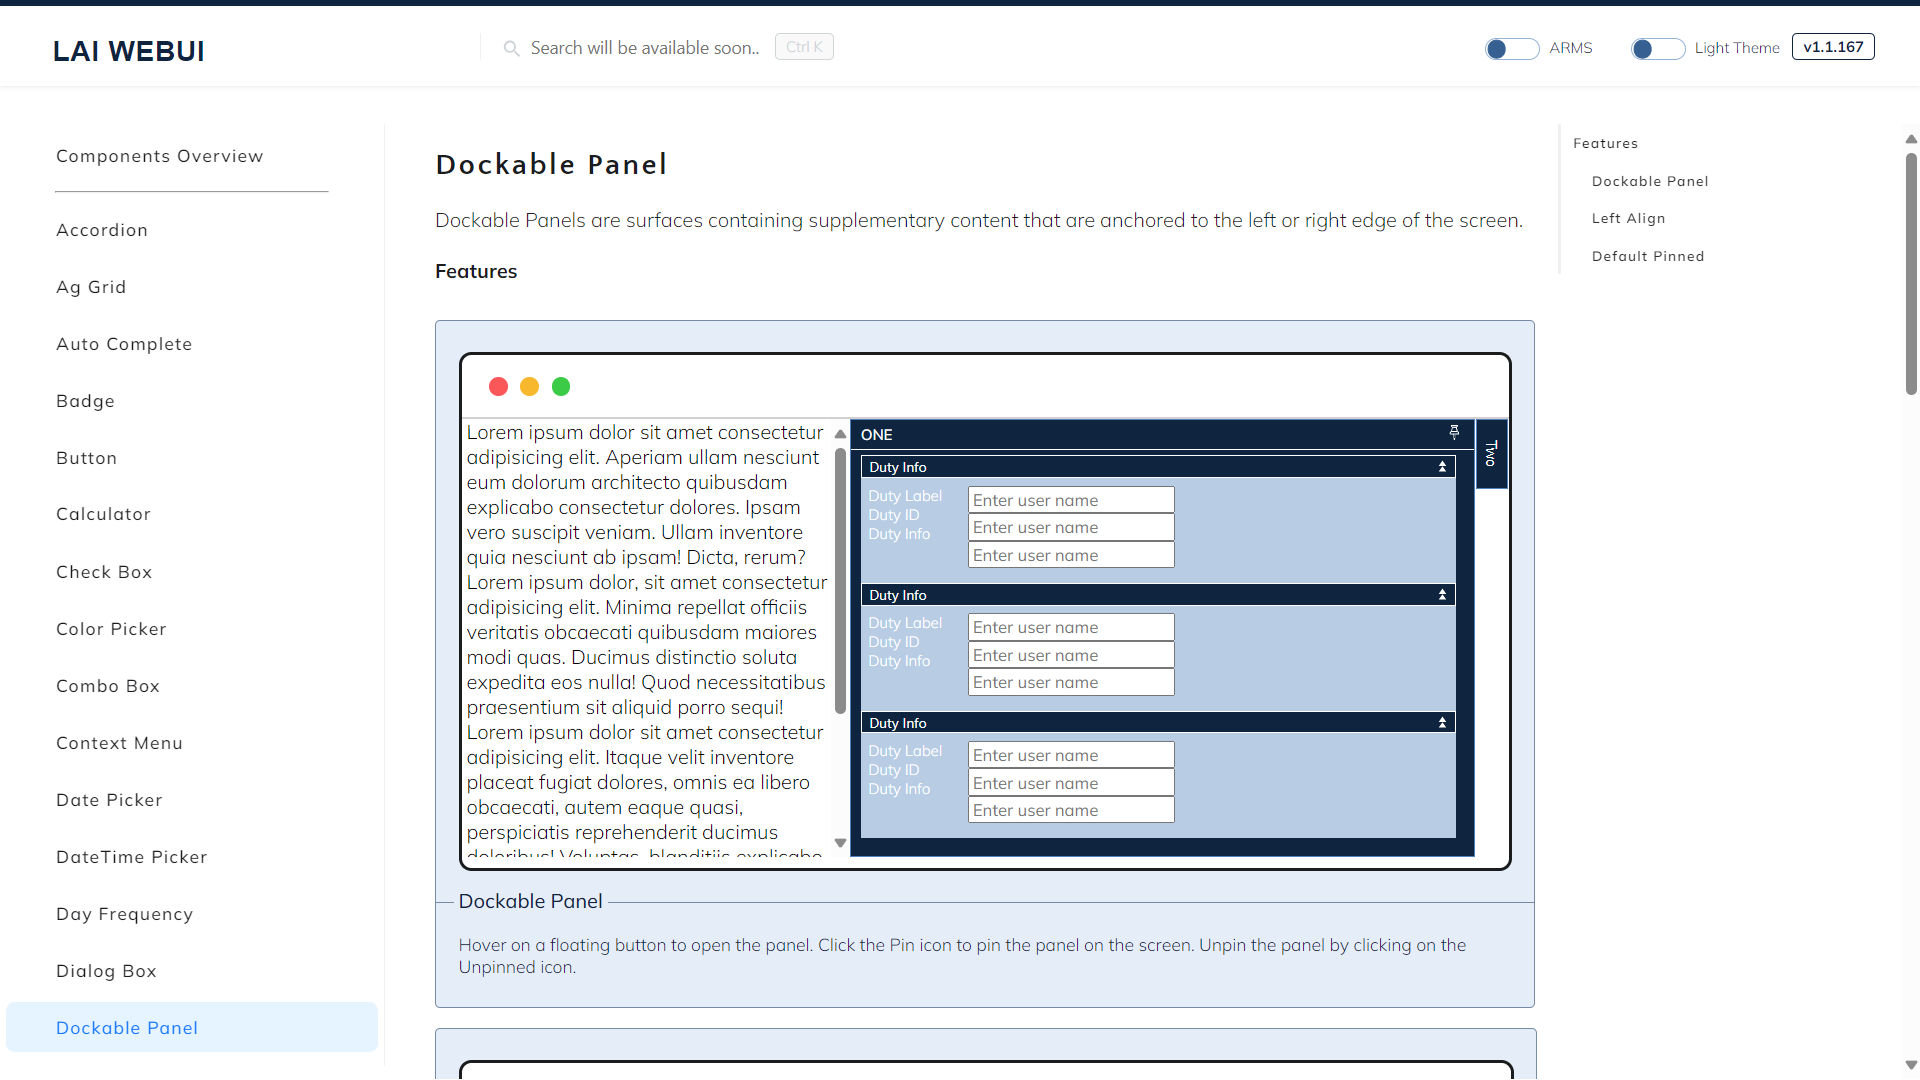 LAI WEBUI
Search will be available soon..
Ctrl K
ARMS
Light Theme
v1.1.167
Components Overview
Accordion
Ag Grid
Auto Complete
Badge
Button
Calculator
Check Box
Color Picker
Combo Box
Context Menu
Date Picker
DateTime Picker
Day Frequency
Dialog Box
Dockable Panel
Dockable Panel
Dockable Panels are surfaces containing supplementary content that are anchored to the left or right edge of the screen.
Features
Lorem ipsum dolor sit amet consectetur
adipisicing elit. Aperiam ullam nesciunt
eum dolorum architecto quibusdam
explicabo consectetur dolores. Ipsam
vero suscipit veniam. Ullam inventore
quia nesciunt ab ipsam! Dicta, rerum?
Lorem ipsum dolor, sit amet consectetur
adipisicing elit. Minima repellat officiis
veritatis obcaecati quibusdam maiores
modi quas. Ducimus distinctio soluta
expedita eos nulla! Quod necessitatibus
praesentium sit aliquid porro sequi!
Lorem ipsum dolor sit amet consectetur
adipisicing elit. Itaque velit inventore
placeat fugiat dolores, omnis ea libero
obcaecati, autem eaque quasi,
perspiciatis reprehenderit ducimus
doloribus! Voluptas, blanditiis explicabo
ONE
Duty Info
Duty Label
Enter user name
Duty ID
Enter user name
Duty Info
Enter user name
Duty Info
Duty Label
Enter user name
Duty ID
Enter user name
Duty Info
Enter user name
Duty Info
Duty Label
Enter user name
Duty ID
Enter user name
Duty Info
Enter user name
Two
Dockable Panel
Hover on a floating button to open the panel. Click the Pin icon to pin the panel on the screen. Unpin the panel by clicking on the
Unpinned icon.
Features
Dockable Panel
Left Align
Default Pinned